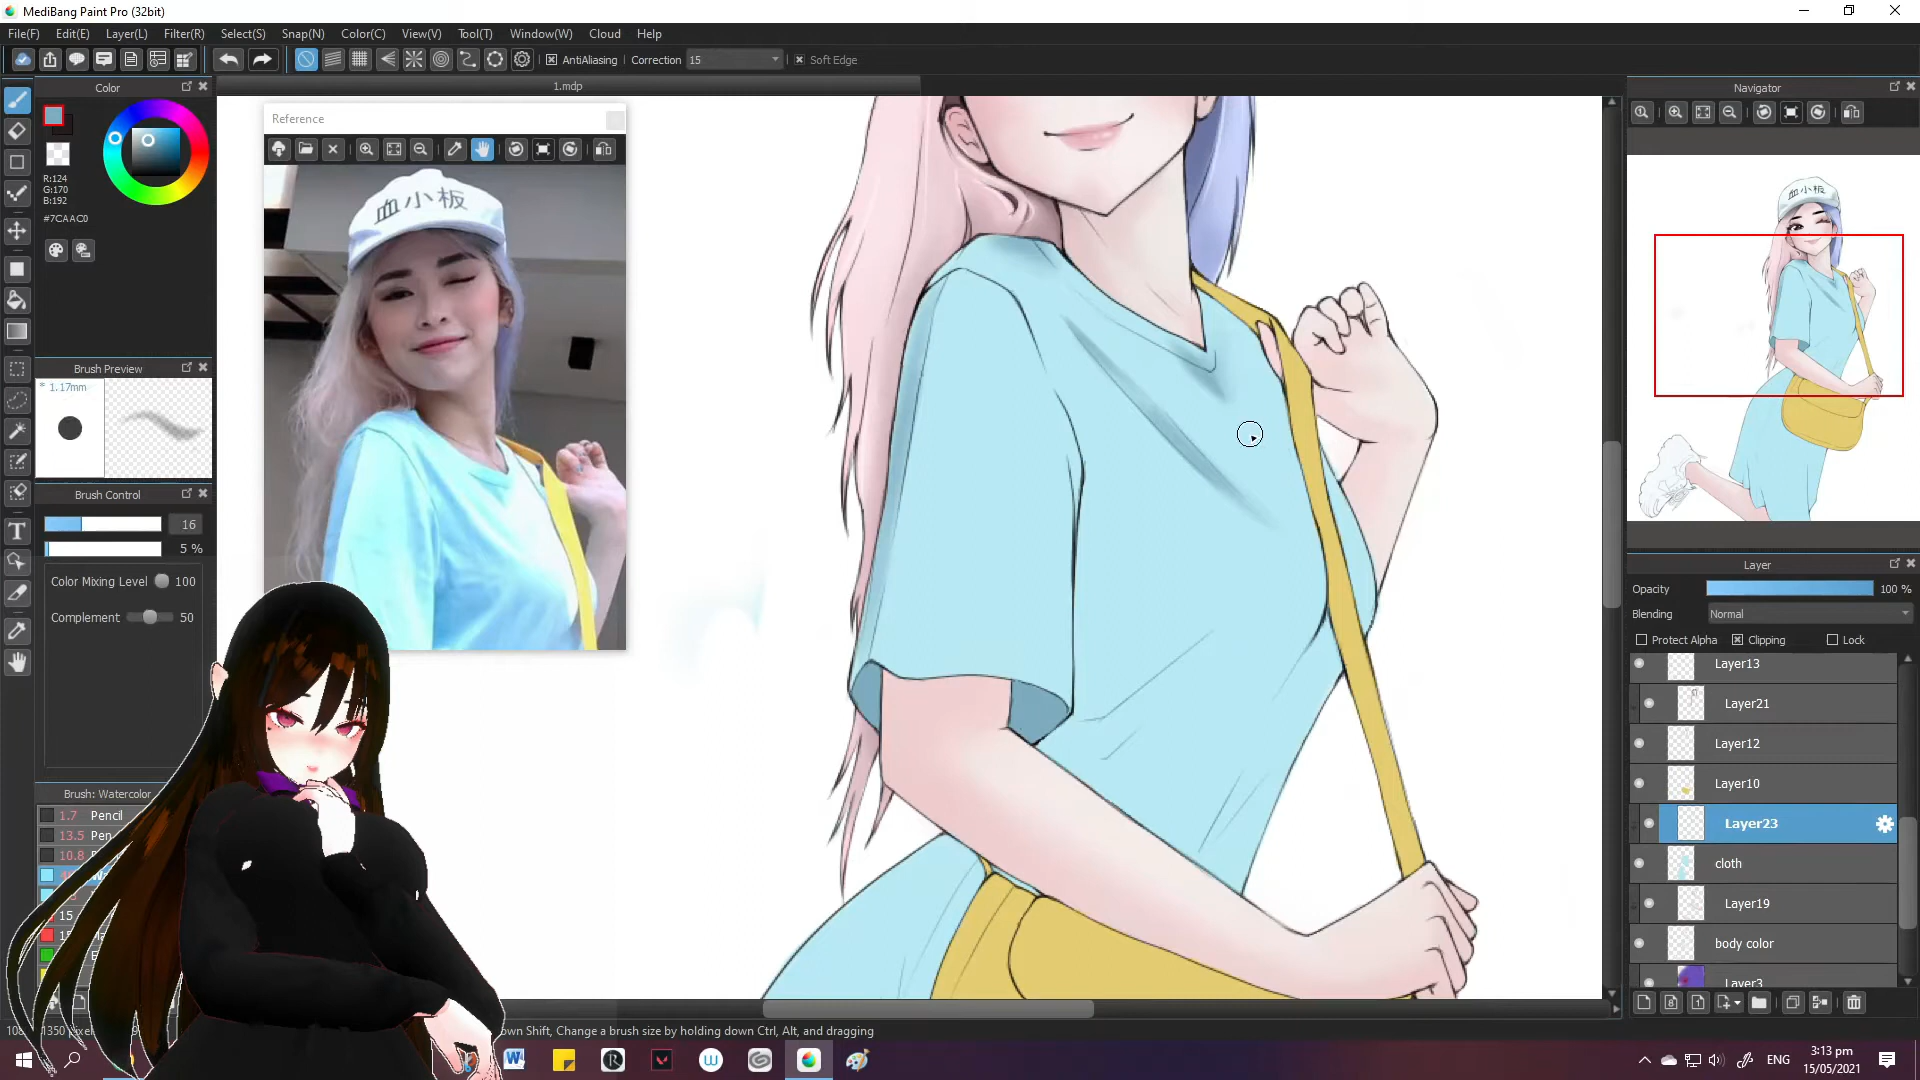 MediBang Paint Pro (32bit)
File(F) Edit(E) Layer(L) Filter(R) Select(S) Snap(N) Color(C) View(V) Tool(T) Window(W) Cloud Help
AntiAliasing Correction 15 Soft Edge
1.mdp
Color
R:124
G:170
B:192
#7CAAC0
Brush Preview
* 1.17mm
Brush Control
16
5 %
Color Mixing Level 100
Complement 50
Brush: Watercolor
1.7 Pencil
13.5 Pen
10.8
15
15
Reference
血小板
Navigator
血小板
Layer
Opacity 100 %
Blending Normal
Protect Alpha Clipping Lock
Layer13
Layer21
Layer12
Layer10
Layer23
cloth
Layer19
body color
Layer3
1350
own Shift, Change a brush size by holding down Ctrl, Alt, and dragging
ENG
3:13 pm
15/05/2021